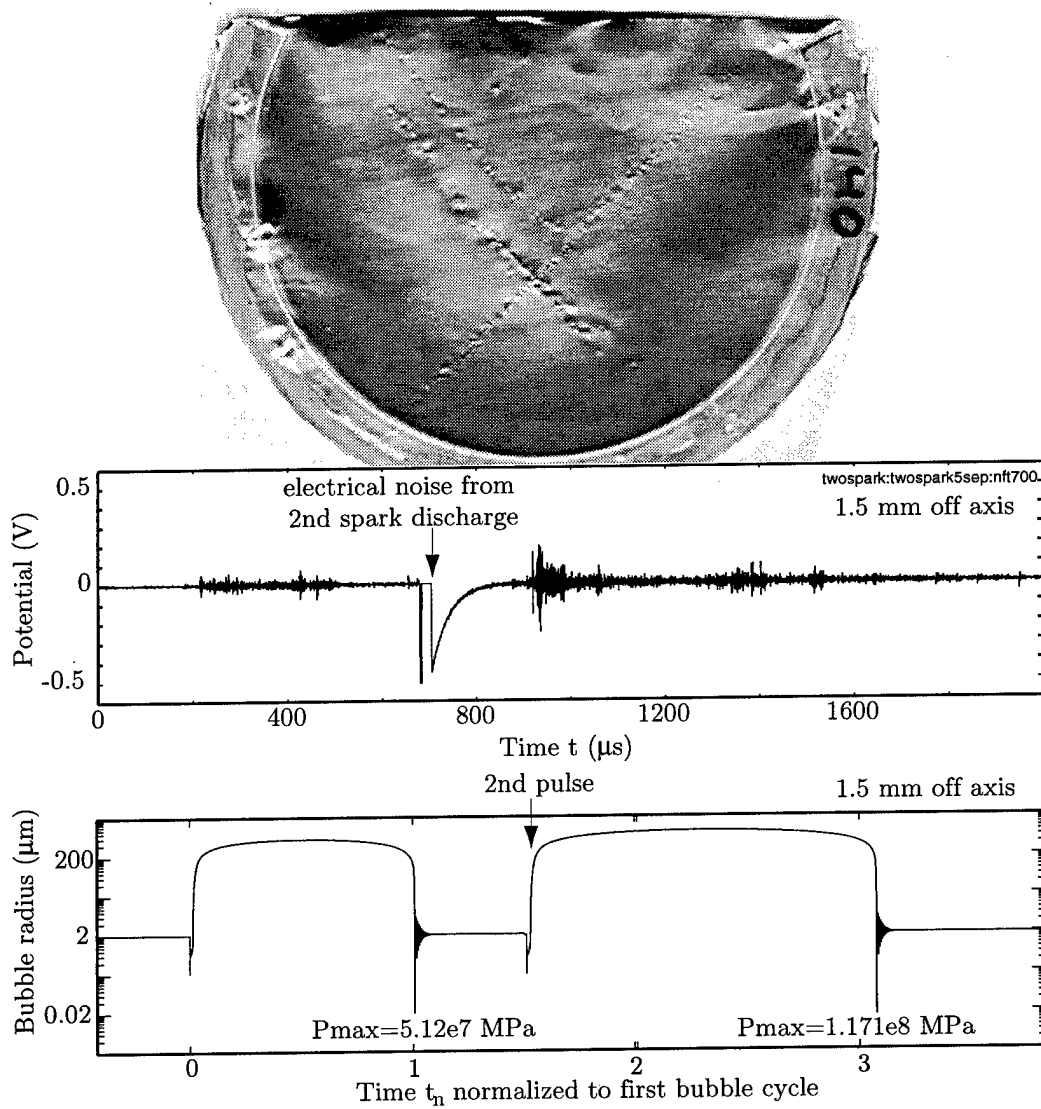 140
0.5
twospark:twospark5sep:nft700
electrical noise from
2nd spark discharge
1.5 mm off axis
Potential (V)
0
-0.5
0
400
800
1200
1600
Time t (μs)
2nd pulse
1.5 mm off axis
Bubble radius (μm)
200
2
0.02
Pmax=5.12e7 MPa
Pmax=1.171e8 MPa
0
1
2
3
Time tn normalized to first bubble cycle